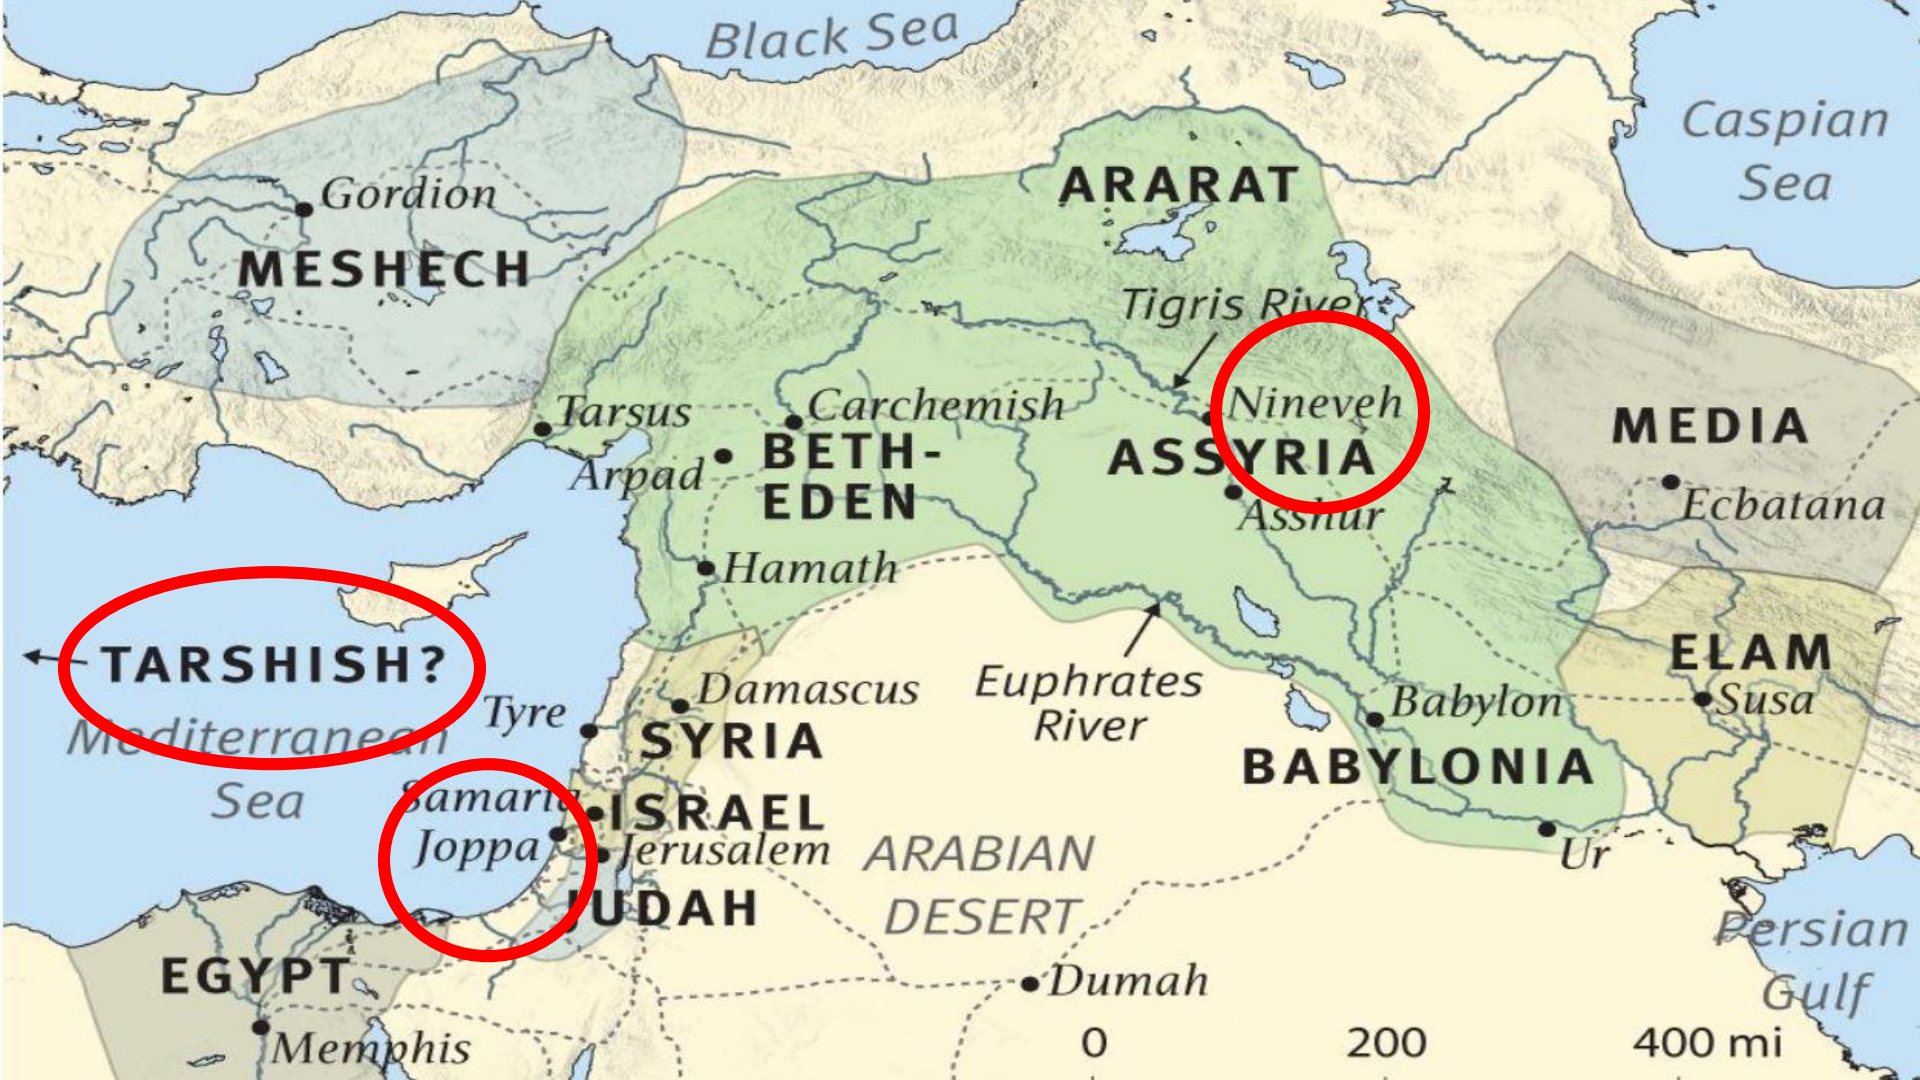 Black Sea
Caspian
Sea
ARARAT
Gordion
MESHECH
Tigris River
Nineveh
Tarsus
Carchemish
MEDIA
BETH-
EDEN
ASSYRIA
Arpad
Ecbatana
Asshur
Hamath
TARSHISH?
ELAM
Damascus
Euphrates
River
Babylon
Susa
Tyre
Mediterranean
Sea
SYRIA
BABYLONIA
Samaria
ISRAEL
Joppa
Jerusalem
ARABIAN
DESERT
Ur
JUDAH
Persian
Gulf
EGYPT
Dumah
Memphis
0 200 400 mi